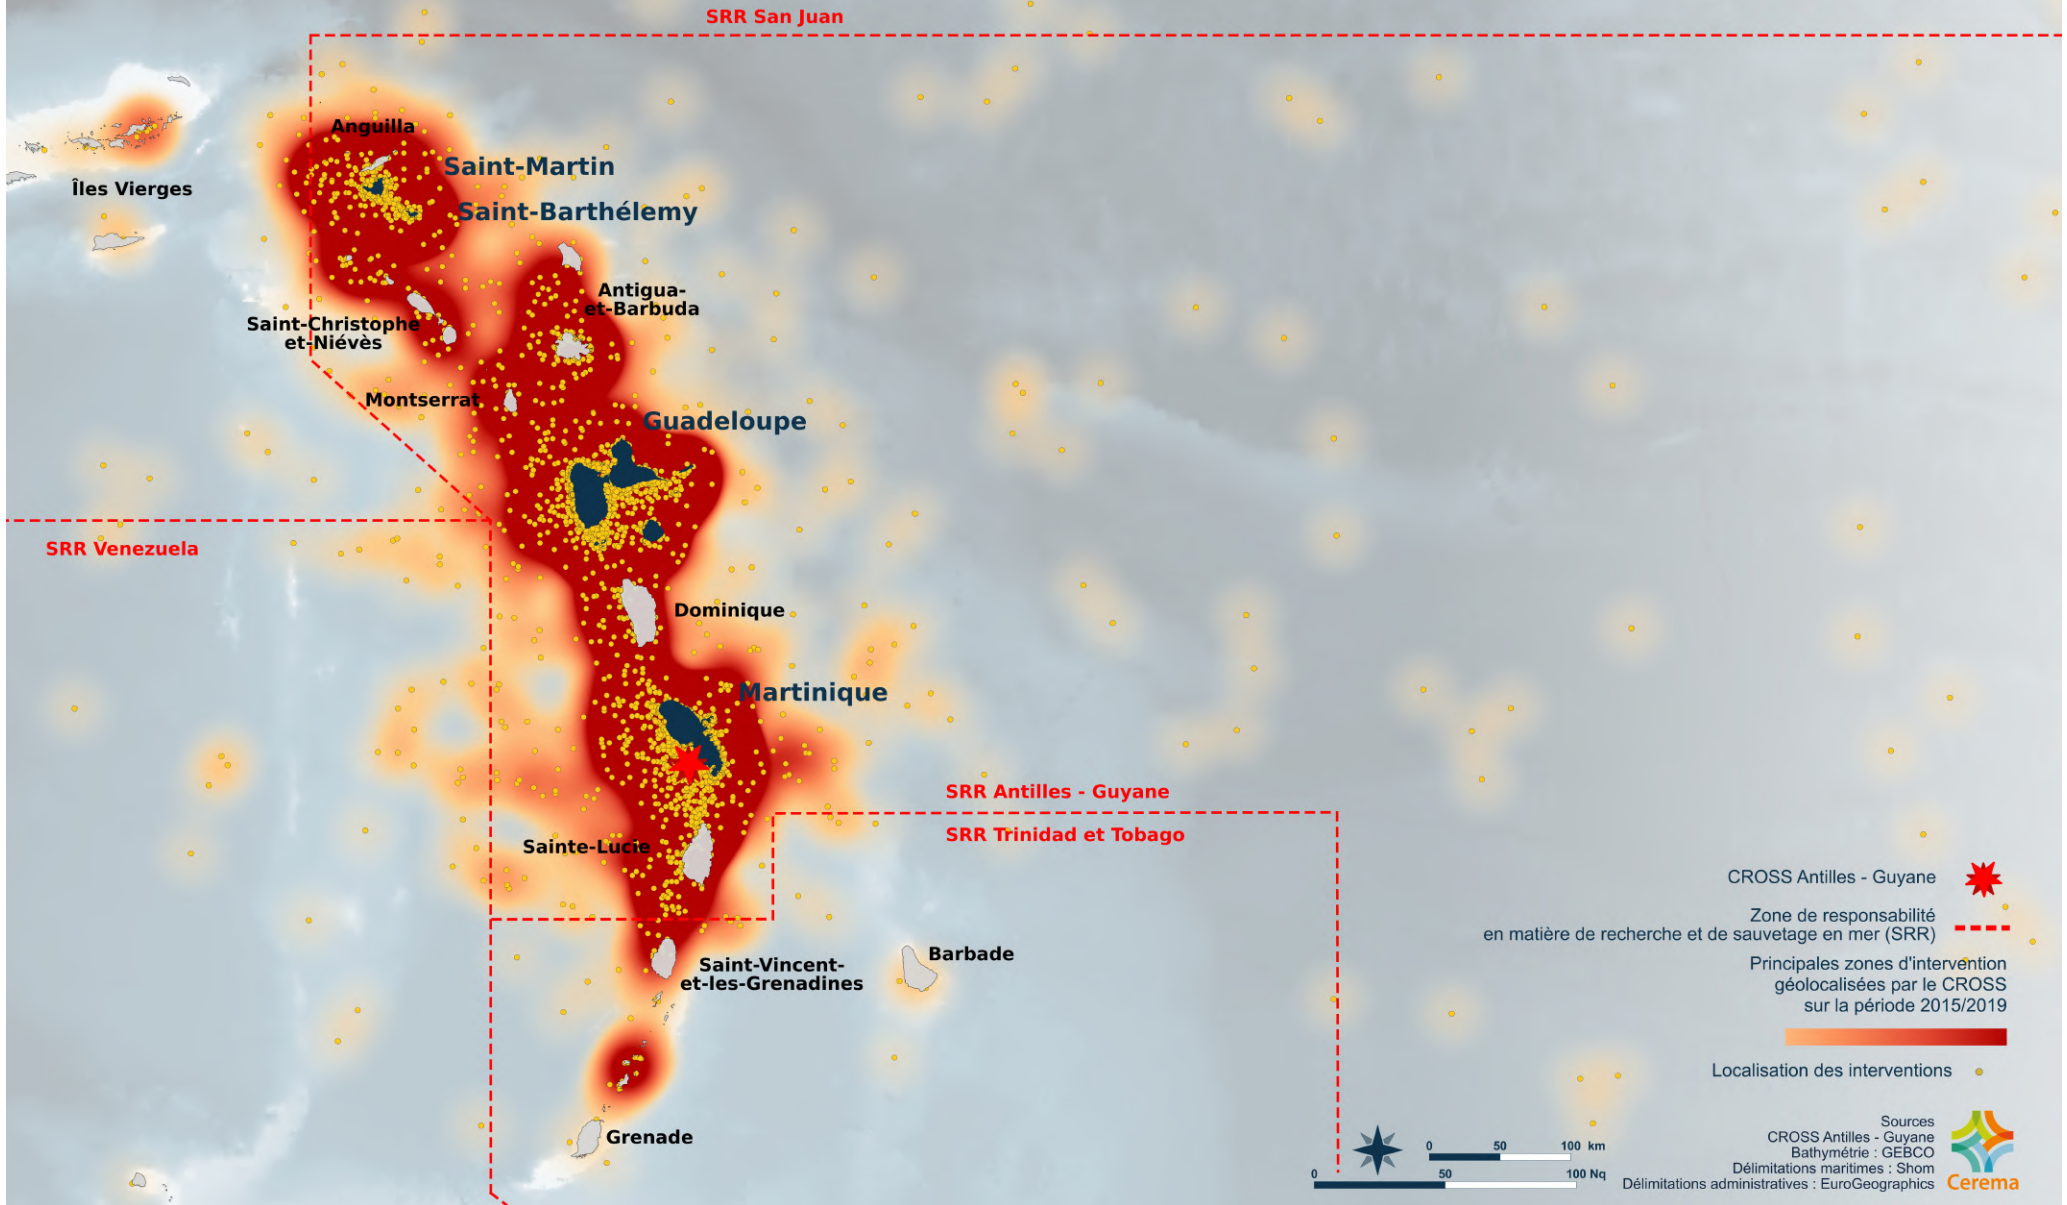 SRR San Juan
Anguilla
Saint-Martin
Îles Vierges
Saint-Barthélemy
Antigua-
et-Barbuda
Saint-Christophe
et-Niévès
Montserrat
Guadeloupe
SRR Venezuela
Dominique
Martinique
SRR Antilles - Guyane
SRR Trinidad et Tobago
Sainte-Lucie
CROSS Antilles - Guyane
Zone de responsabilité
en matière de recherche et de sauvetage en mer (SRR)
Barbade
Saint-Vincent-
et-les-Grenadines
Principales zones d'intervention
géolocalisées par le CROSS
sur la période 2015/2019
Localisation des interventions
Grenade
0 50 100 km
0 50 100 Nq
Sources
CROSS Antilles - Guyane
Bathymétrie : GEBCO
Délimitations maritimes : Shom
Délimitations administratives : EuroGeographics
Cerema